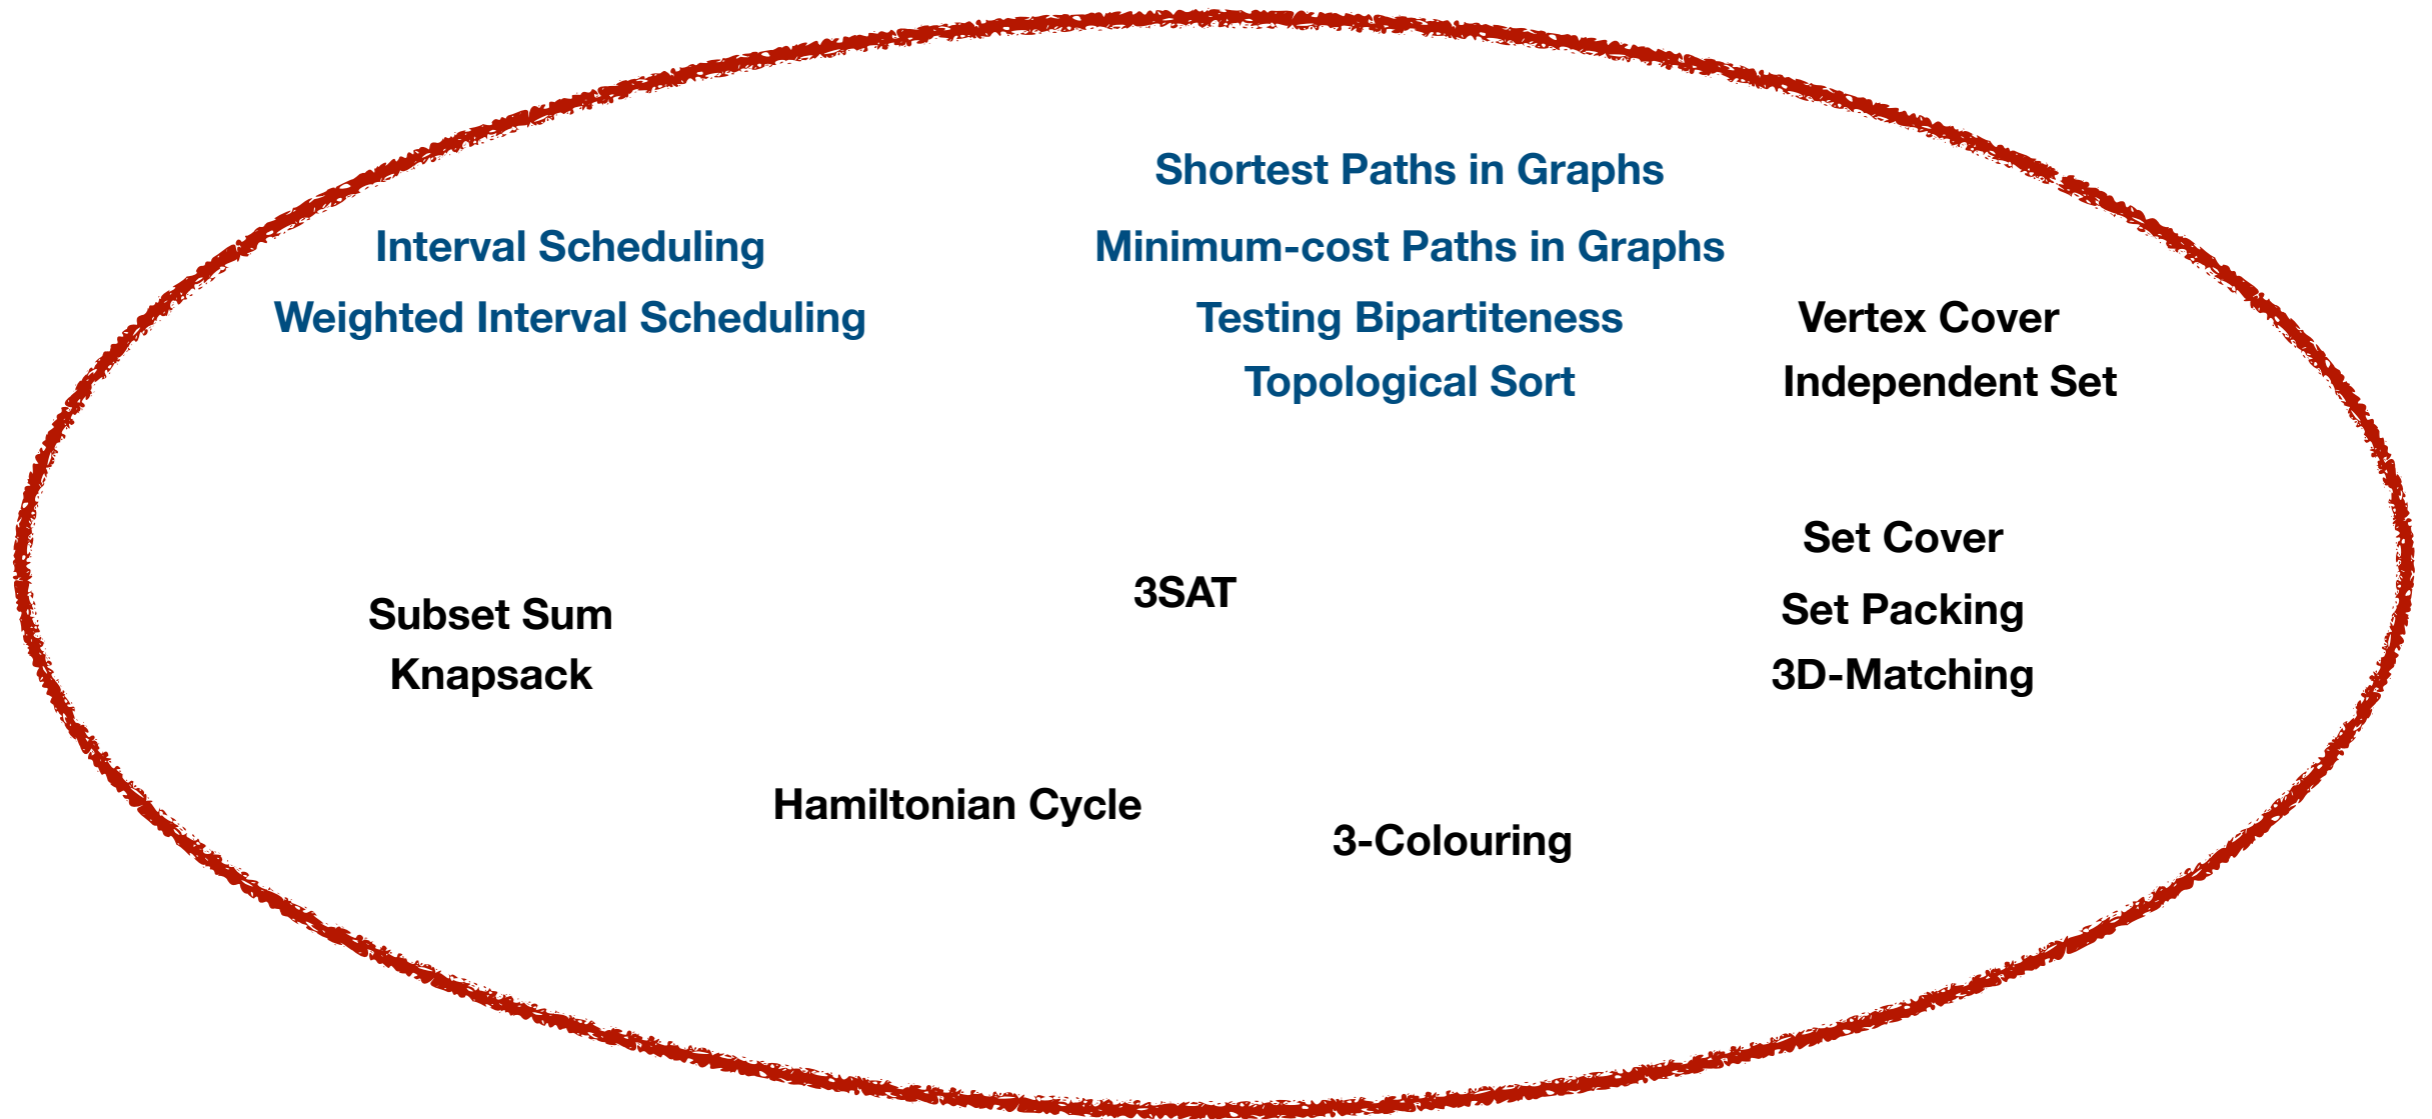 Shortest Paths in Graphs
Interval Scheduling
Minimum-cost Paths in Graphs
Weighted Interval Scheduling
Testing Bipartiteness
Vertex Cover
Topological Sort
Independent Set
Set Cover
3SAT
Subset Sum
Set Packing
Knapsack
3D-Matching
Hamiltonian Cycle
3-Colouring